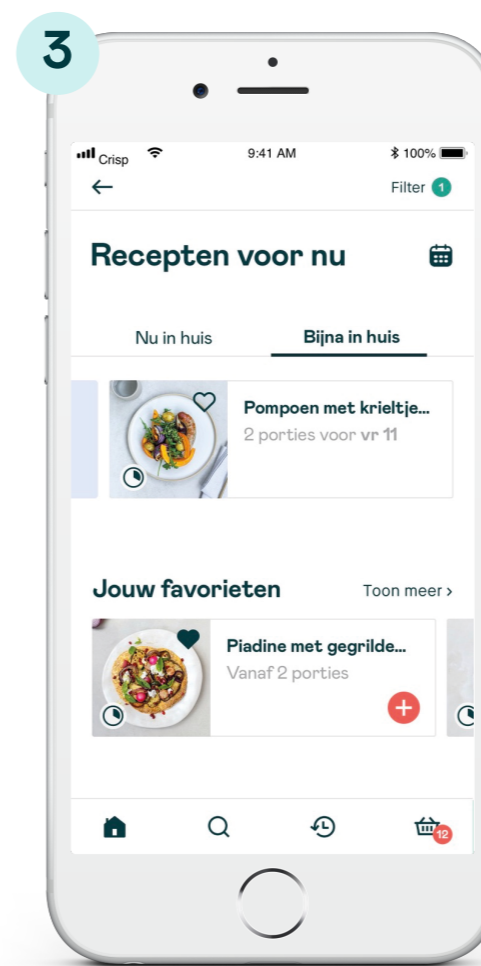 3
Crisp 9:41 AM 100%
Filter 1
Recepten voor nu
Nu in huis Bijna in huis
Pompoen met krieltje...
2 porties voor vr 11
Jouw favorieten Toon meer ›
Piadine met gegrilde...
Vanaf 2 porties
12